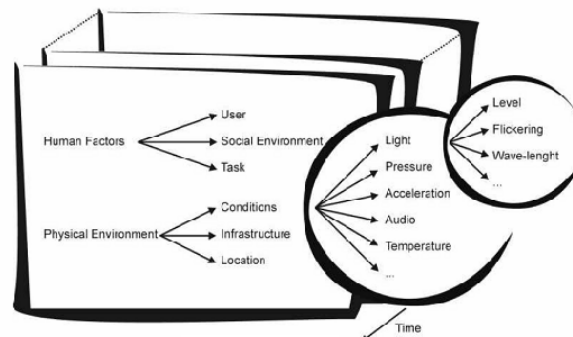 Human Factors
User
Social Environment
Task
Physical Environment
Conditions
Infrastructure
Location
Light
Pressure
Acceleration
Audio
Temperature
...
Level
Flickering
Wave-lenght
...
Time